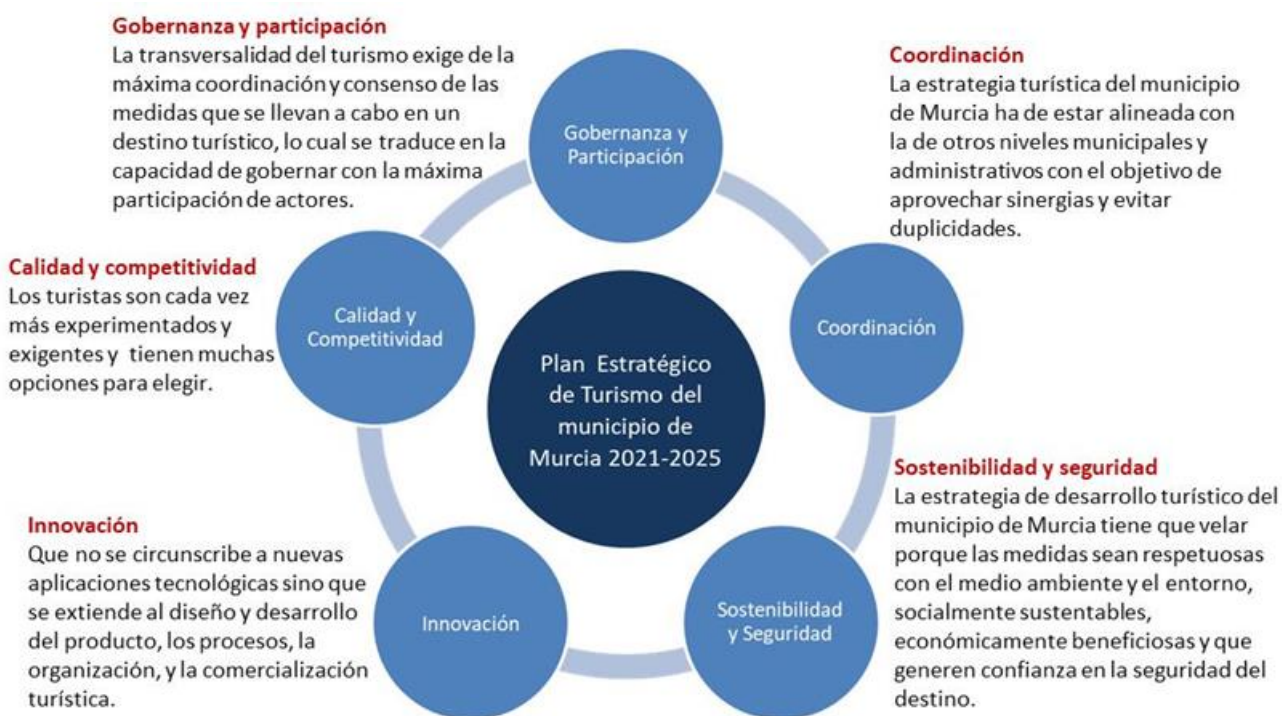 Gobernanza y participación
La transversalidad del turismo exige de la
máxima coordinación y consenso de las
medidas que se llevan a cabo en un
destino turístico, lo cual se traduce en la
capacidad de gobernar con la máxima
participación de actores.
Gobernanza y
Participación
Coordinación
La estrategia turística del municipio
de Murcia ha de estar alineada con
la de otros niveles municipales y
administrativos con el objetivo de
aprovechar sinergias y evitar
duplicidades.
Calidad y competitividad
Los turistas son cada vez
más experimentados y
exigentes y tienen muchas
opciones para elegir.
Calidad y
Competitividad
Coordinación
Plan Estratégico
de Turismo del
municipio de
Murcia 2021-2025
Innovación
Que no se circunscribe a nuevas
aplicaciones tecnológicas sino que
se extiende al diseño y desarrollo
del producto, los procesos, la
organización, y la comercialización
turística.
Innovación
Sostenibilidad
y Seguridad
Sostenibilidad y seguridad
La estrategia de desarrollo turístico del
municipio de Murcia tiene que velar
porque las medidas sean respetuosas
con el medio ambiente y el entorno,
socialmente sustentables,
económicamente beneficiosas y que
generen confianza en la seguridad del
destino.